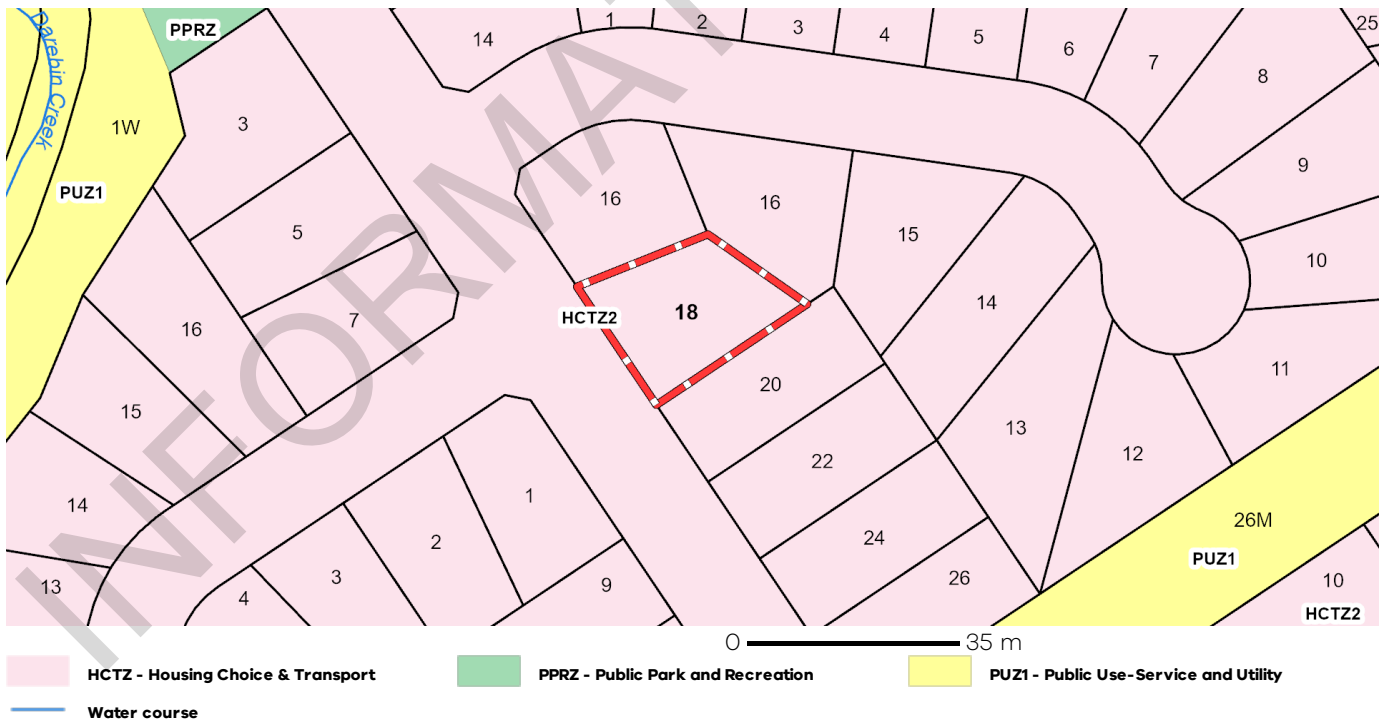 PPRZ
14
1
2
3
4
5
6
7
8
25
Darebin Creek
1W
3
9
PUZ1
5
16
16
15
10
7
HCTZ2
18
14
16
20
11
15
22
13
12
14
1
2
24
26M
PUZ1
13
3
4
9
26
10
HCTZ2
INFORMAT
0 35 m
HCTZ - Housing Choice & Transport
PPRZ - Public Park and Recreation
PUZ1 - Public Use-Service and Utility
Water course